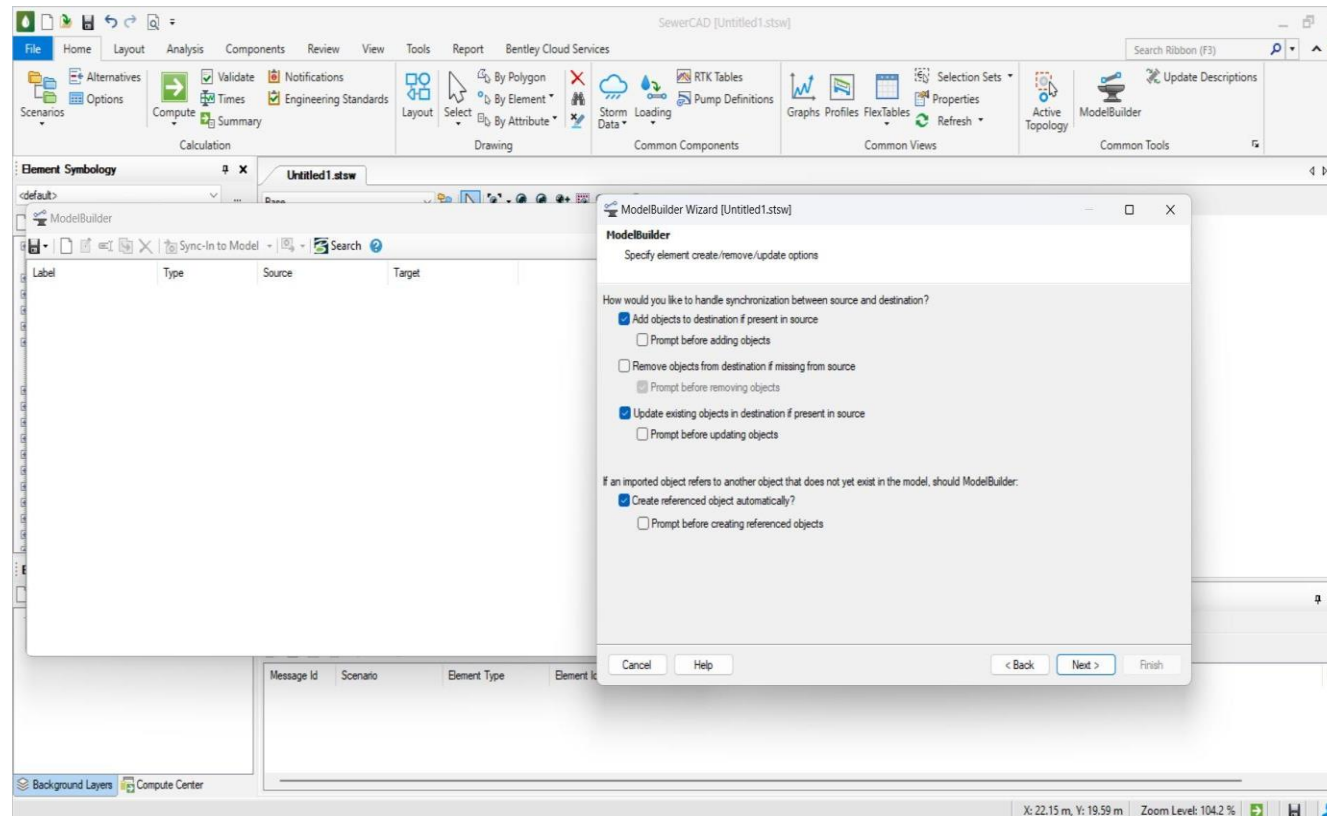 SewerCAD [Untitled1.stsw]
File Home Layout Analysis Components Review View Tools Report Bentley Cloud Services Search Ribbon (F3)
Scenarios
Alternatives
Options
Compute
Validate
Times
Summary
Notifications
Engineering Standards
Calculation
Layout
Select
By Polygon
By Element
By Attribute
Drawing
Storm Data
Loading
RTK Tables
Pump Definitions
Common Components
Graphs Profiles FlexTables
Selection Sets
Properties
Refresh
Common Views
Active Topology
ModelBuilder
Update Descriptions
Common Tools
Element Symbology
<default>
Untitled1.stsw
Base
ModelBuilder
Sync-In to Model Search
Label Type Source Target
ModelBuilder Wizard [Untitled1.stsw]
ModelBuilder
Specify element create/remove/update options
How would you like to handle synchronization between source and destination?
Add objects to destination if present in source
Prompt before adding objects
Remove objects from destination if missing from source
Prompt before removing objects
Update existing objects in destination if present in source
Prompt before updating objects
If an imported object refers to another object that does not yet exist in the model, should ModelBuilder:
Create referenced object automatically?
Prompt before creating referenced objects
Cancel Help < Back Next > Finish
Message Id Scenario Element Type Element
Background Layers Compute Center
X: 22.15 m, Y: 19.59 m Zoom Level: 104.2 %